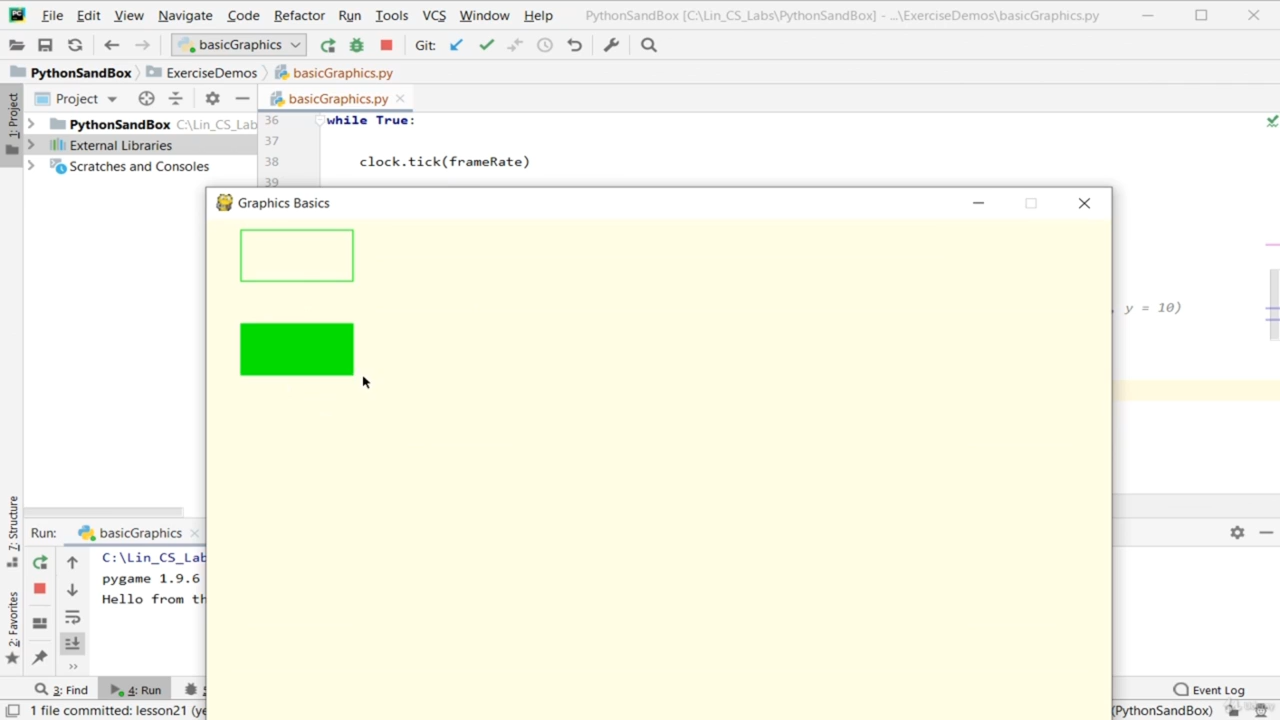 File Edit View Navigate Code Refactor Run Tools VCS Window Help PythonSandBox [C:\Lin_CS_Labs\PythonSandBox] - ...\ExerciseDemos\basicGraphics.py
basicGraphics Git:
PythonSandBox ExerciseDemos basicGraphics.py
1: Project
Project basicGraphics.py
PythonSandBox C:\Lin_CS_Lab
External Libraries
Scratches and Consoles
36 while True:
37
38 clock.tick(frameRate)
39
Graphics Basics
, y = 10)
7: Structure
2: Favorites
Run: basicGraphics
C:\Lin_CS_Lab
pygame 1.9.6
Hello from th
3: Find 4: Run Event Log
1 file committed: lesson21 (ye (PythonSandBox)